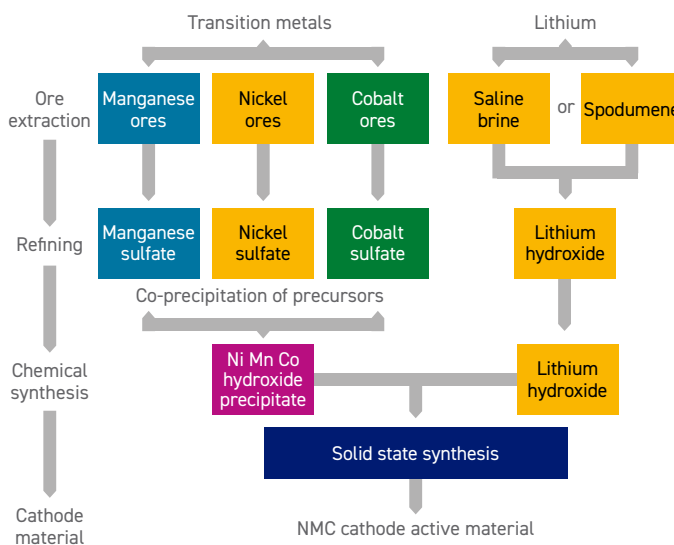 Transition metals
Lithium
Ore
extraction
Manganese
ores
Nickel
ores
Cobalt
ores
Saline
brine
or
Spodumene
Refining
Manganese
sulfate
Nickel
sulfate
Cobalt
sulfate
Lithium
hydroxide
Co-precipitation of precursors
Chemical
synthesis
Ni Mn Co
hydroxide
precipitate
Lithium
hydroxide
Solid state synthesis
Cathode
material
NMC cathode active material